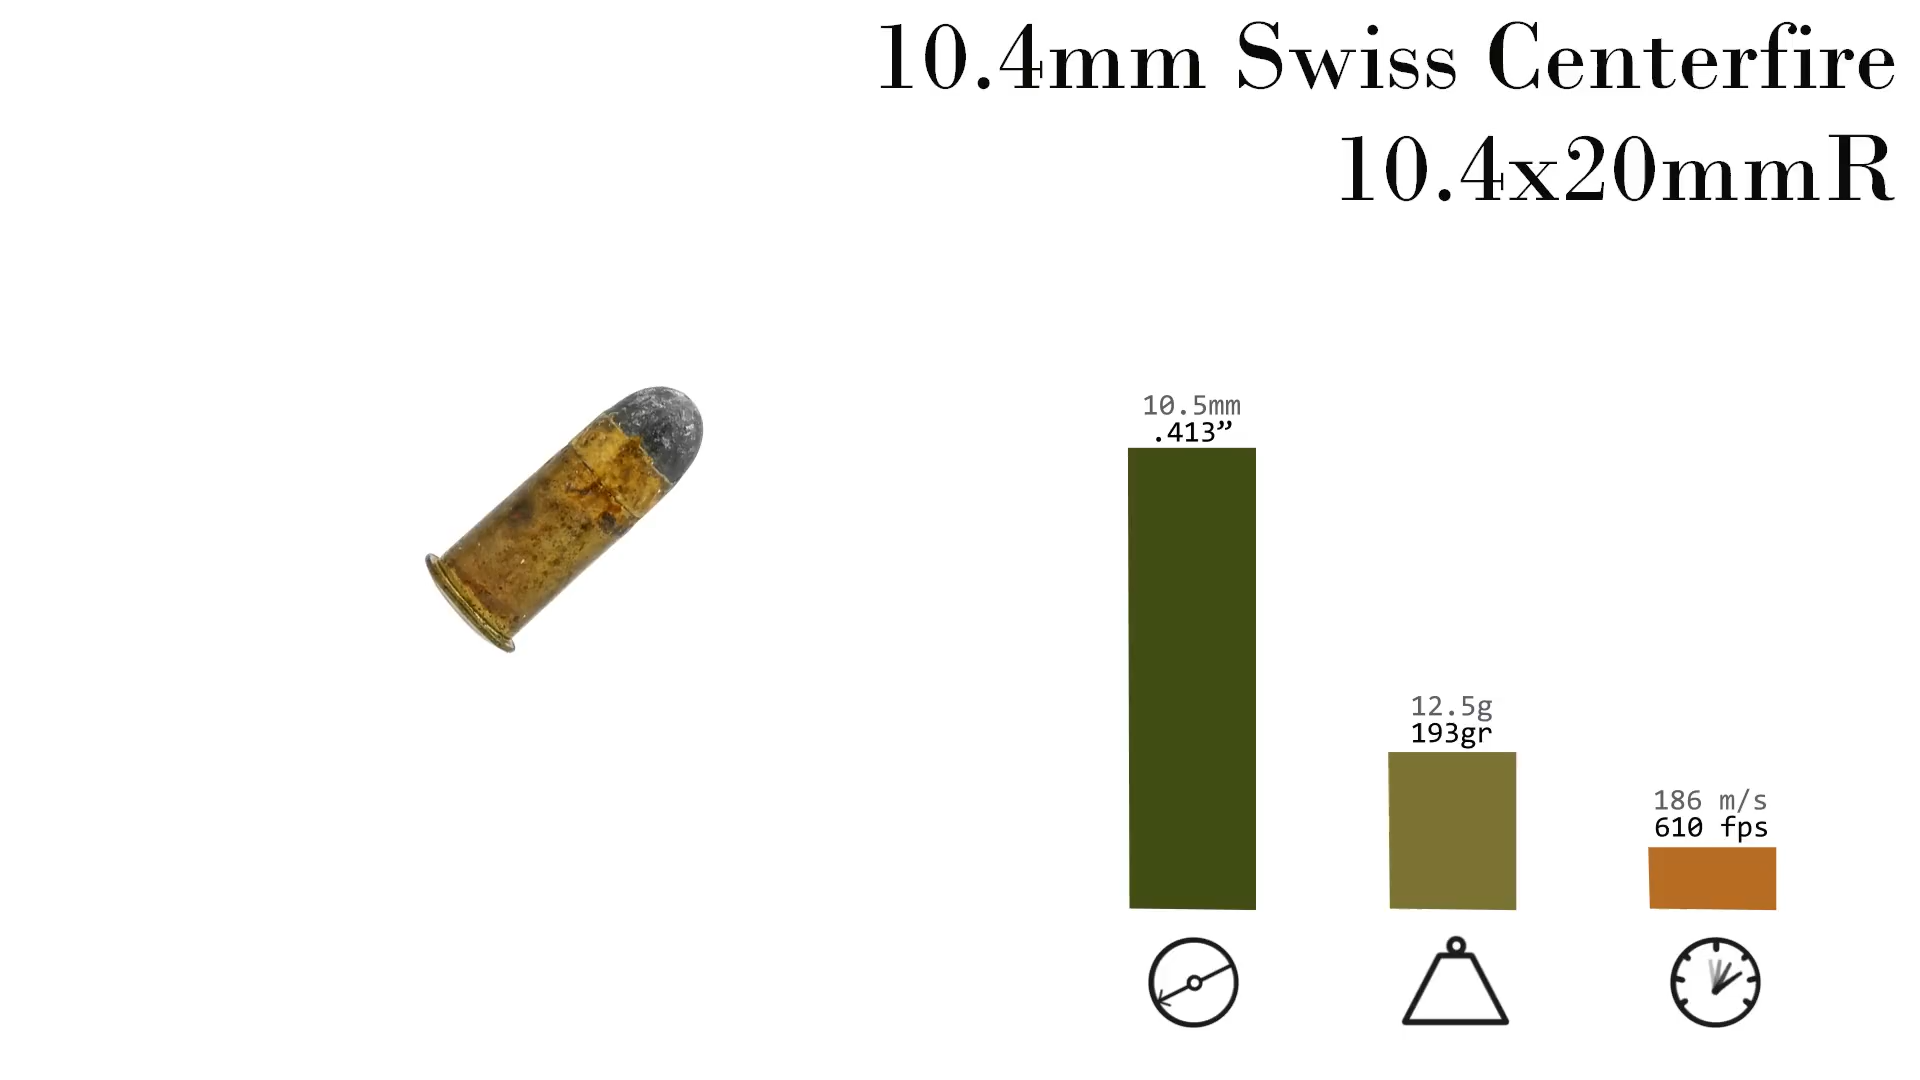 10.4mm Swiss Centerfire
10.4x20mmR
10.5mm
.413”
12.5g
193gr
186 m/s
610 fps